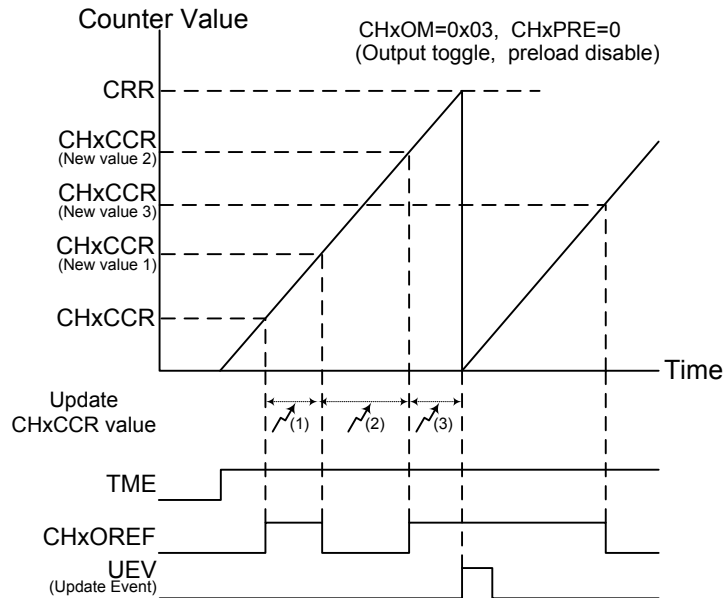 Counter Value
CHxOM=0x03, CHxPRE=0
(Output toggle, preload disable)
CRR
CHxCCR
(New value 2)
CHxCCR
(New value 3)
CHxCCR
(New value 1)
CHxCCR
Time
Update
CHxCCR value
(1)
(2)
(3)
TME
CHxOREF
UEV
(Update Event)